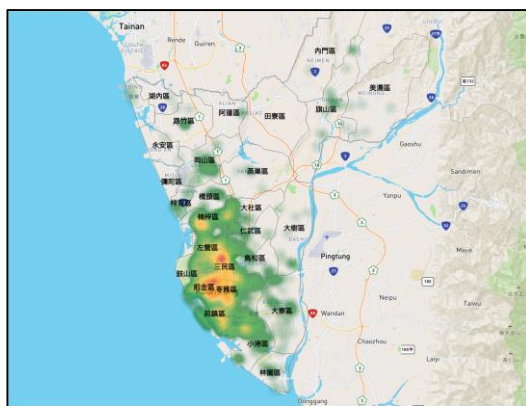 Tainan
Rende
Guiren
內門區
NEIMEN
美濃區
湖內區
阿蓮區
田寮區
旗山區
路竹區
永安區
岡山區
燕巢區
Gaoshu
Sandimen
彌陀區
橋頭區
梓官區
大社區
楠梓區
Yanpu
仁武區
大樹區
左營區
鳥松區
Pingtung
Majia
三民區
鼓山區
前金區
苓雅區
Neipu
Taiwu
大寮區
前鎮區
Wandan
Chaozhou
小港區
Laiyi
林園區
Donggang